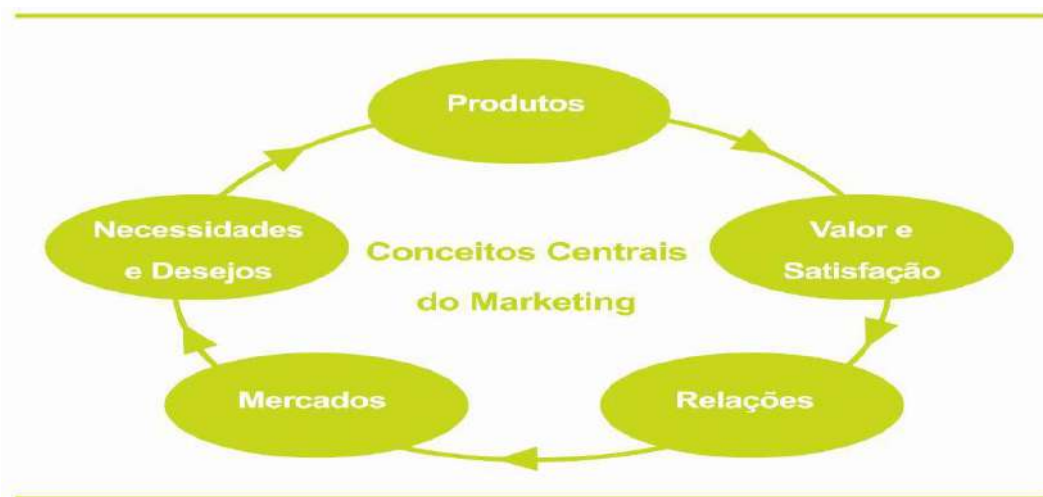 Produtos
Necessidades
e Desejos
Valor e
Satisfação
Conceitos Centrais
do Marketing
Mercados
Relações